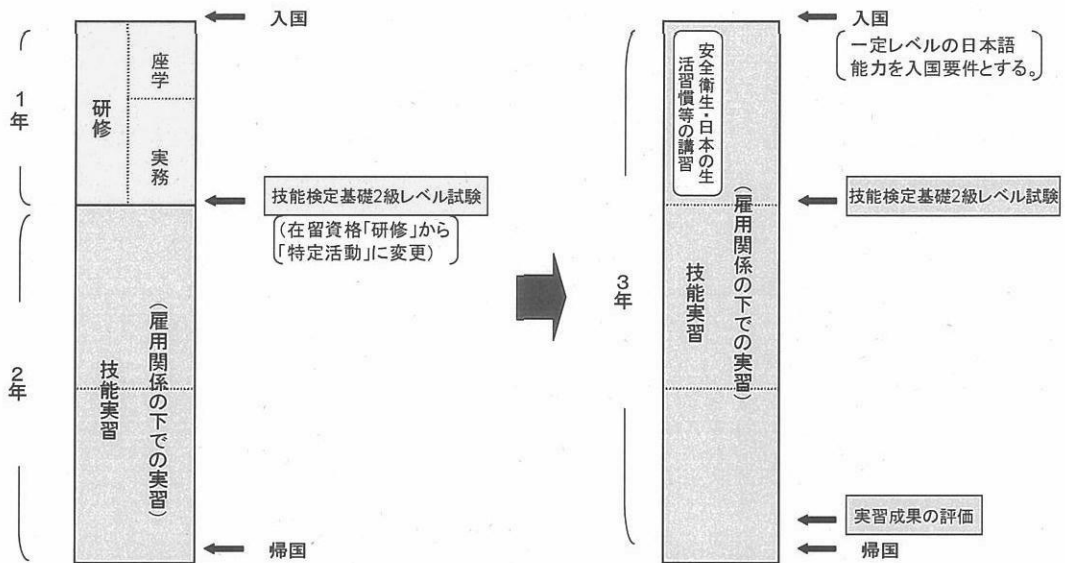 入国
1年
研修
座学
実務
技能検定基礎2級レベル試験
(在留資格「研修」から
「特定活動」に変更)
2年
技能実習
(雇用関係の下での実習)
帰国
入国
一定レベルの日本語
能力を入国要件とする。
3年
安全衛生・日本の生
活習慣等の講習
技能検定基礎2級レベル試験
技能実習
(雇用関係の下での実習)
実習成果の評価
帰国